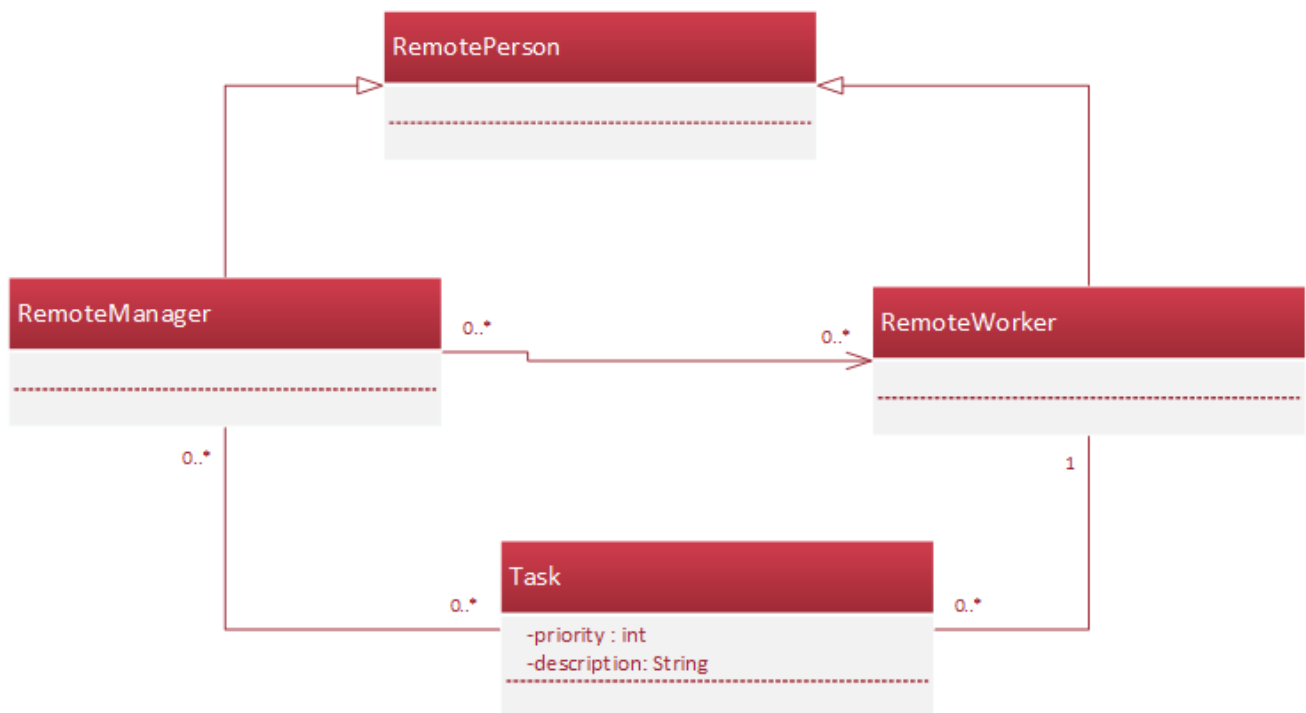 RemotePerson
RemoteManager
0..*
0..*
RemoteWorker
0..*
1
Task
0..*
0..*
-priority : int
-description: String